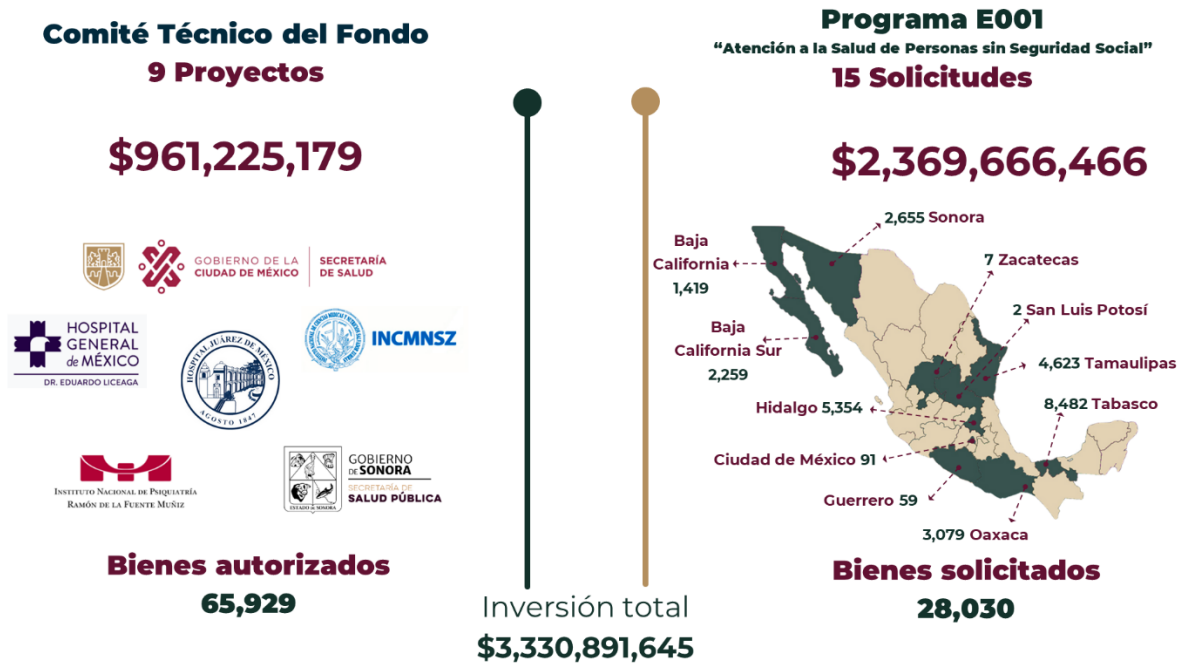 Comité Técnico del Fondo
9 Proyectos
$961,225,179
GOBIERNO DE LA
CIUDAD DE MÉXICO
SECRETARÍA
DE SALUD
HOSPITAL
GENERAL
de MÉXICO
DR. EDUARDO LICEAGA
HOSPITAL JUÁREZ DE MÉXICO
AGOSTO 1847
INCMNSZ
INSTITUTO NACIONAL DE PSIQUIATRÍA
RAMÓN DE LA FUENTE MUÑIZ
GOBIERNO
DE SONORA
SECRETARÍA DE
SALUD PÚBLICA
ESTADO de SONORA
Bienes autorizados
65,929
Inversión total
$3,330,891,645
Programa E001
“Atención a la Salud de Personas sin Seguridad Social”
15 Solicitudes
$2,369,666,466
2,655 Sonora
Baja
California
1,419
7 Zacatecas
2 San Luis Potosí
Baja
California Sur
2,259
4,623 Tamaulipas
Hidalgo 5,354
8,482 Tabasco
Ciudad de México 91
Guerrero 59
3,079 Oaxaca
Bienes solicitados
28,030